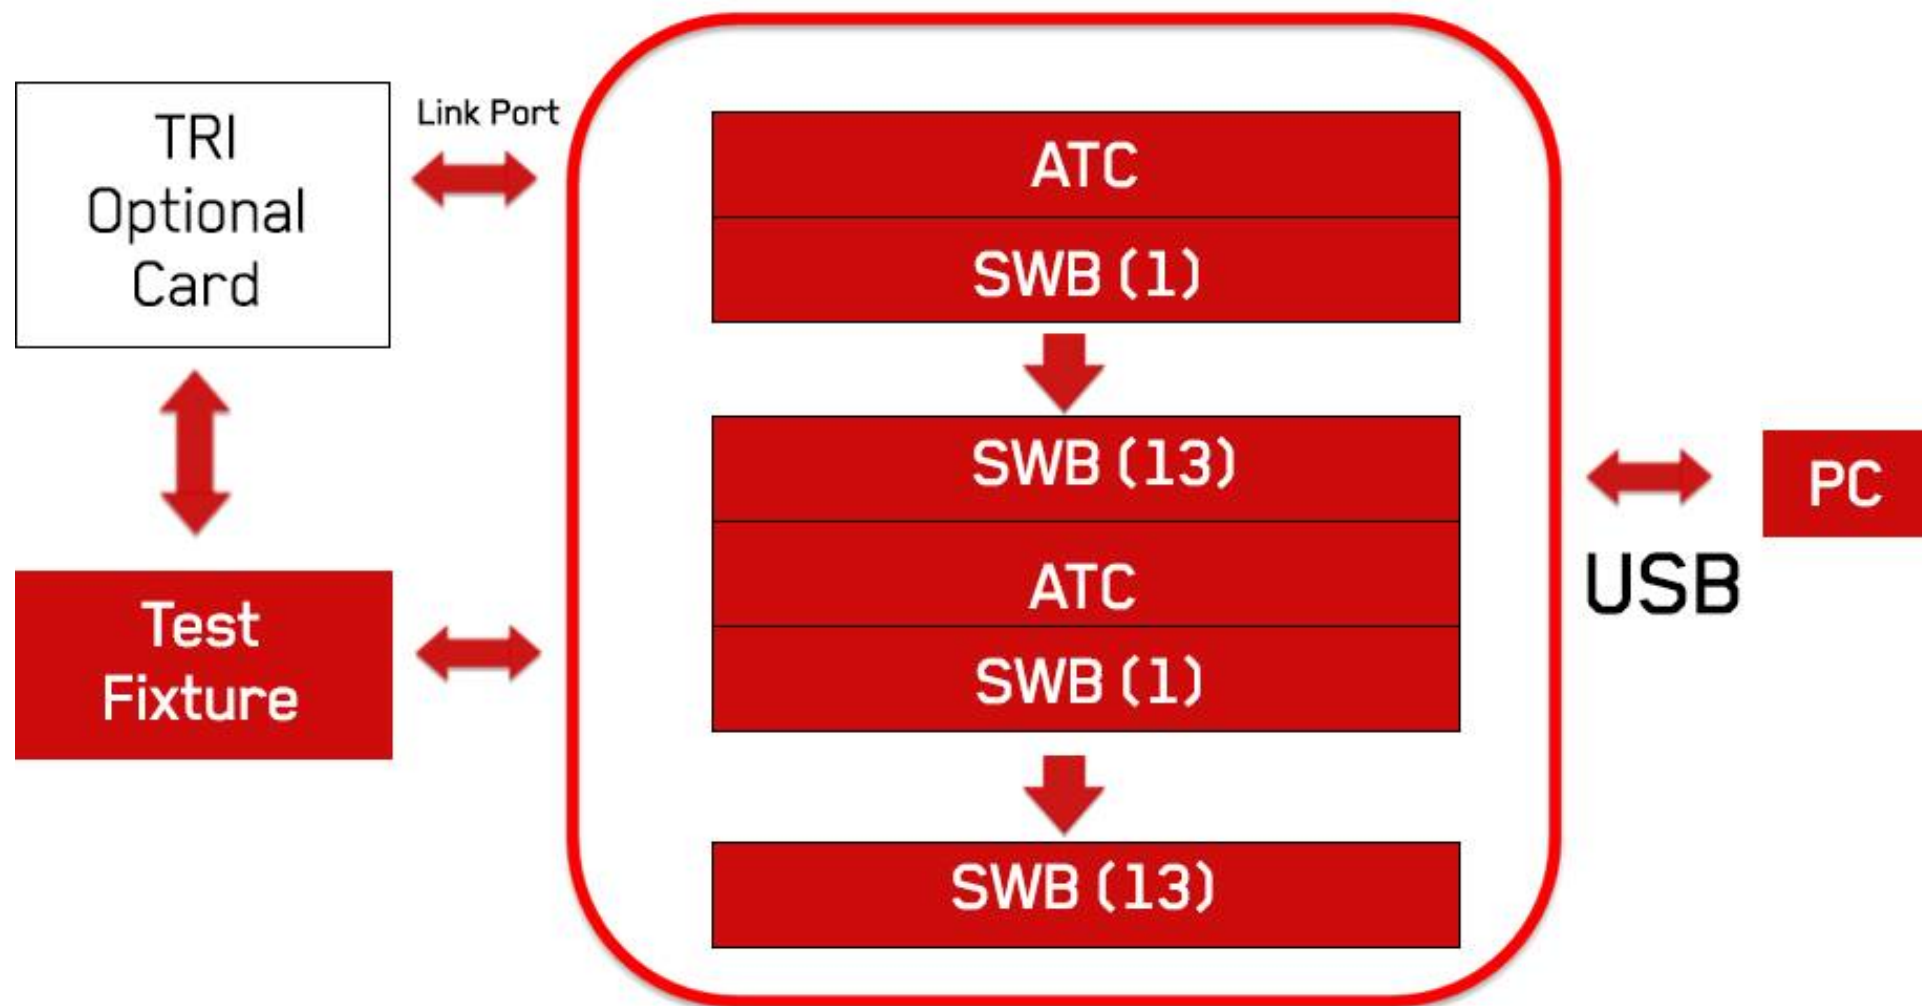 TRI
Optional
Card
Link Port
ATC
SWB (1)
SWB (13)
ATC
SWB (1)
SWB (13)
Test
Fixture
PC
USB